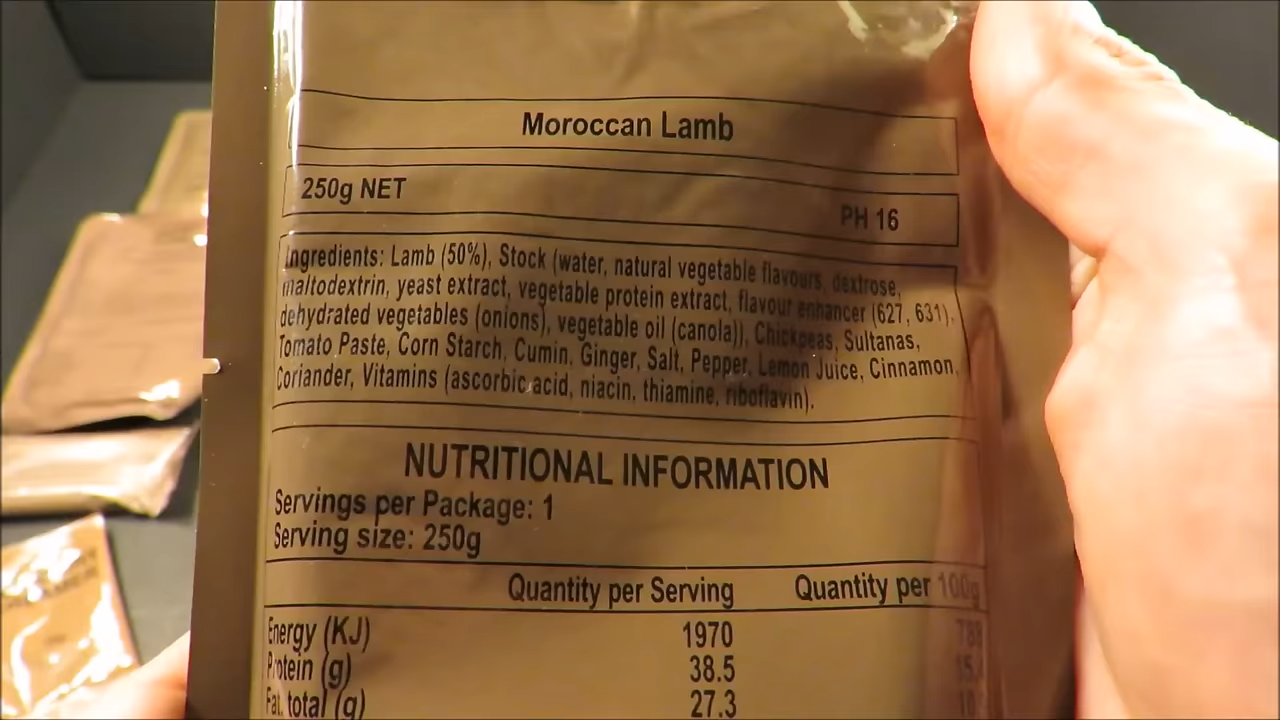 Moroccan Lamb
250g NET
PH 16
Ingredients: Lamb (50%), Stock (water, natural vegetable flavours, dextrose,
maltodextrin, yeast extract, vegetable protein extract, flavour enhancer (627, 631),
dehydrated vegetables (onions), vegetable oil (canola)), Chickpeas, Sultanas,
Tomato Paste, Corn Starch, Cumin, Ginger, Salt, Pepper, Lemon Juice, Cinnamon,
Coriander, Vitamins (ascorbic acid, niacin, thiamine, riboflavin).
NUTRITIONAL INFORMATION
Servings per Package: 1
Serving size: 250g
Quantity per Serving Quantity per 100g
Energy (KJ) 1970
Protein (g) 38.5
Fat, total (g) 27.3